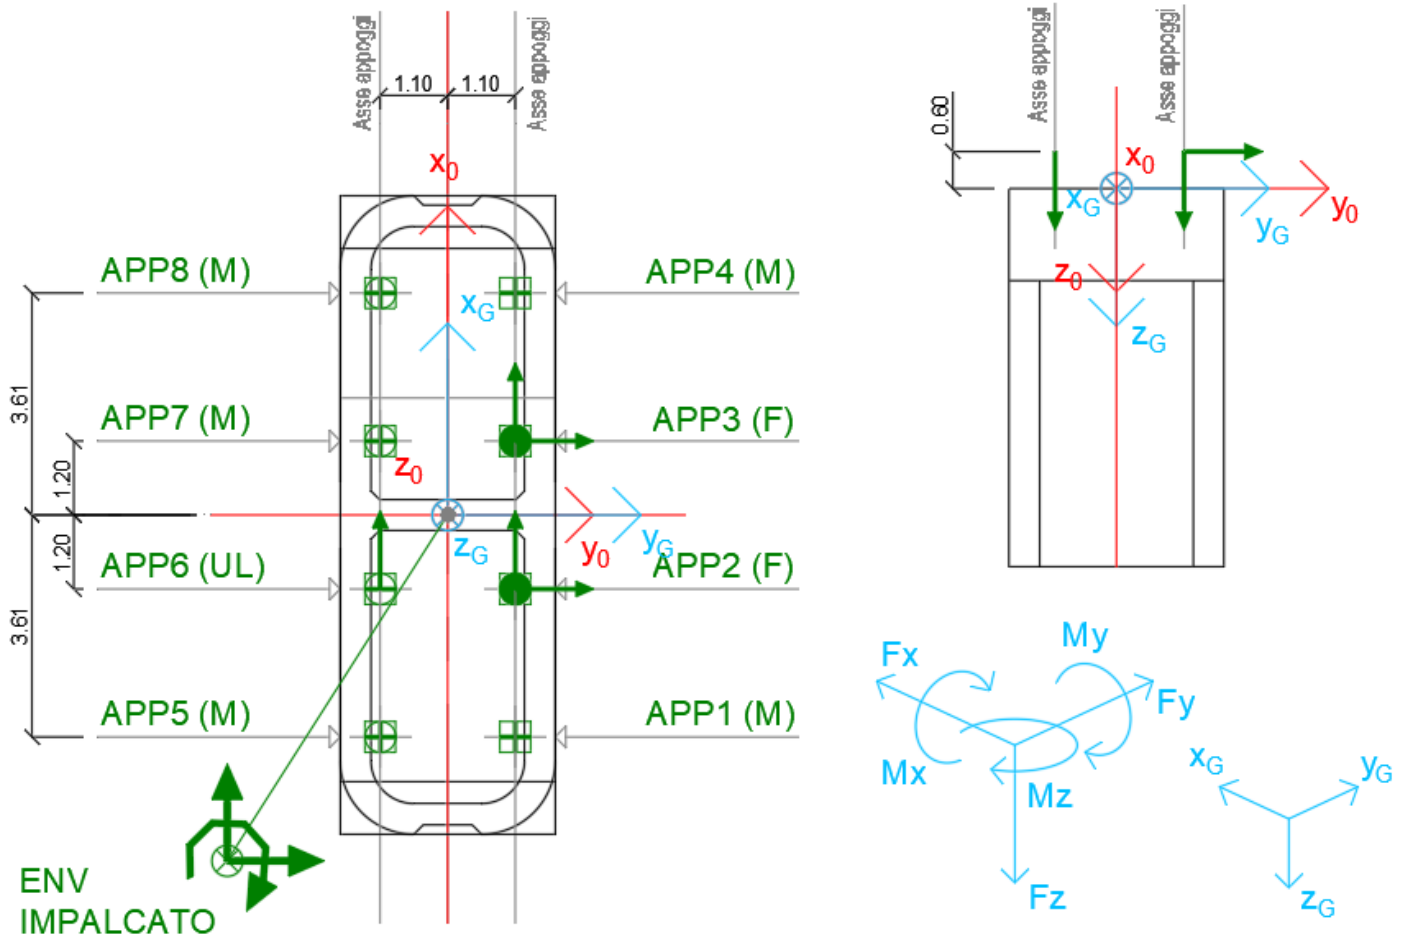 Asse appoggi
Asse appoggi
1.10
1.10
x0
APP8 (M)
APP4 (M)
xG
3.61
APP7 (M)
APP3 (F)
z0
1.20
zG
y0
yG
1.20
APP6 (UL)
APP2 (F)
3.61
APP5 (M)
APP1 (M)
ENV
IMPALCATO
Asse appoggi
Asse appoggi
0.60
x0
xG
yG
y0
z0
zG
My
Fx
Fy
Mx
Mz
Fz
xG
yG
zG